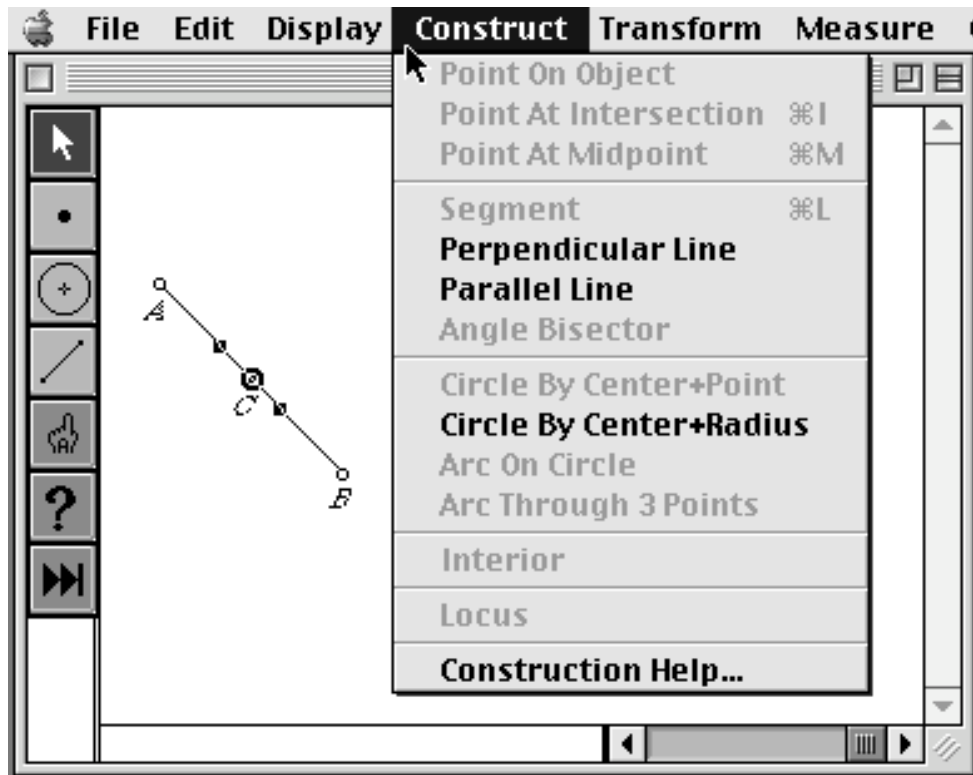 File Edit Display Construct Transform Measure
Point On Object
Point At Intersection ⌘I
Point At Midpoint ⌘M
Segment ⌘L
Perpendicular Line
Parallel Line
Angle Bisector
Circle By Center+Point
Circle By Center+Radius
Arc On Circle
Arc Through 3 Points
Interior
Locus
Construction Help...
A
C
B
A
?